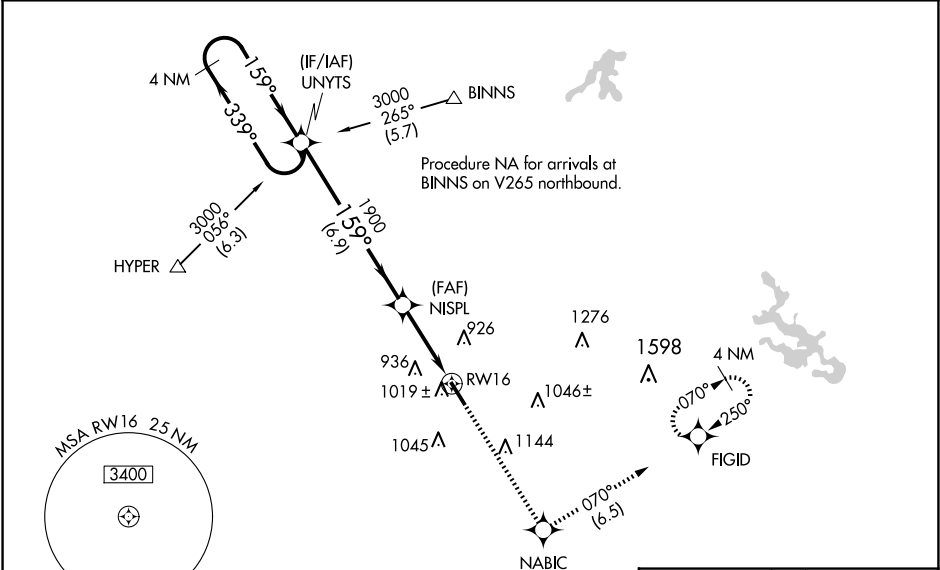 4 NM
159°
339°
(IF/IAF)
UNYTS
3000
265°
(5.7)
BINNS
Procedure NA for arrivals at
BINNS on V265 northbound.
3000
056°
(6.3)
HYPER
1900
159°
(6.9)
(FAF)
NISPL
926
936
1019 ±
RW16
1276
1598
1046±
1045
1144
4 NM
070°
250°
FIGID
070°
(6.5)
NABIC
MSA RW16 25 NM
3400